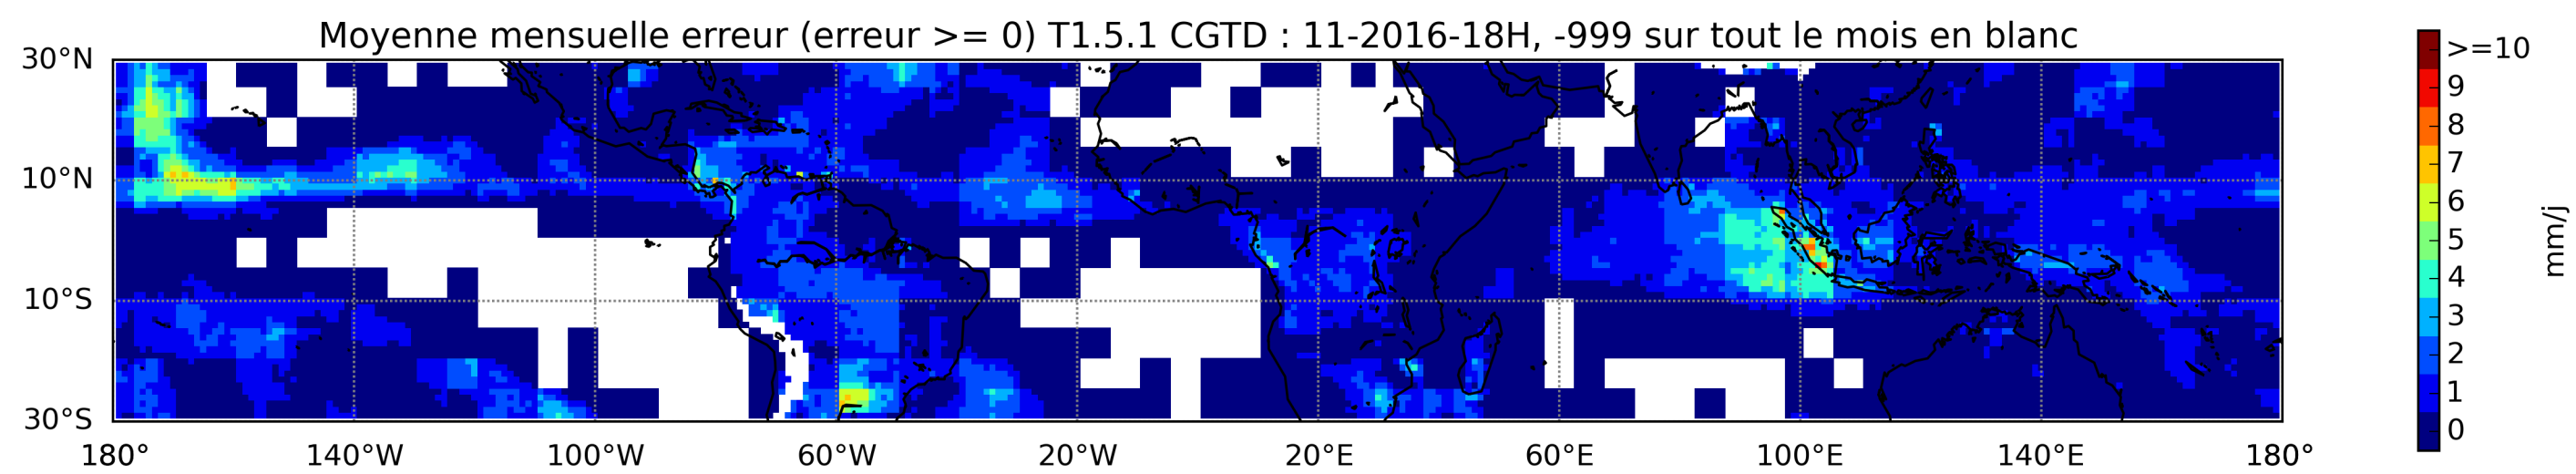 Moyenne mensuelle erreur (erreur >= 0) T1.5.1 CGTD : 11-2016-18H, -999 sur tout le mois en blanc
30°N
10°N
10°S
30°S
180° 140°W 100°W 60°W 20°W 20°E 60°E 100°E 140°E 180°
>=10
9
8
7
6
5
4
3
2
1
0
mm/j